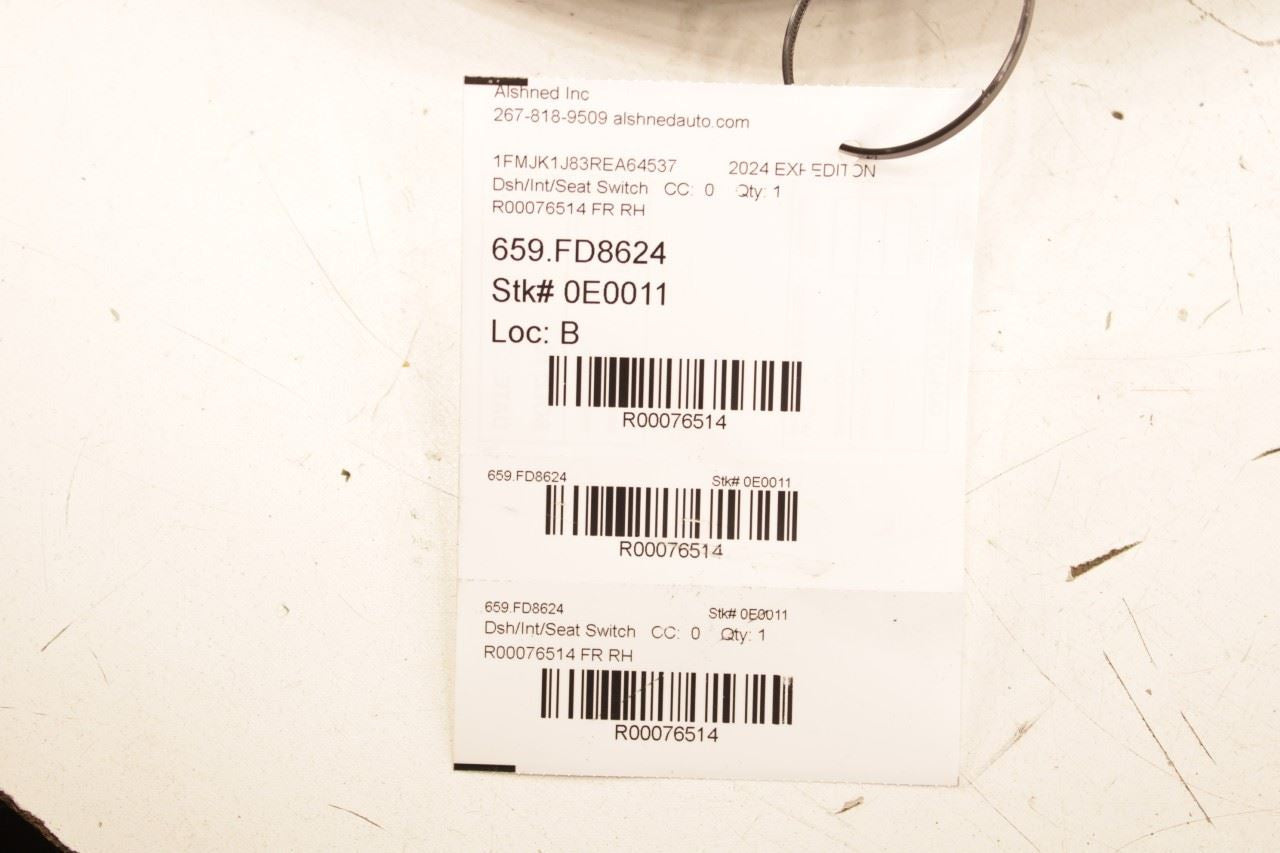 Alshned Inc
267-818-9509 alshnedauto.com
1FMJK1J83REA64537 2024 EXPEDITION
Dsh/Int/Seat Switch CC: 0 Qty: 1
R00076514 FR RH
659.FD8624
Stk# 0E0011
Loc: B
R00076514
659.FD8624 Stk# 0E0011
R00076514
659.FD8624 Stk# 0E0011
Dsh/Int/Seat Switch CC: 0 Qty: 1
R00076514 FR RH
R00076514